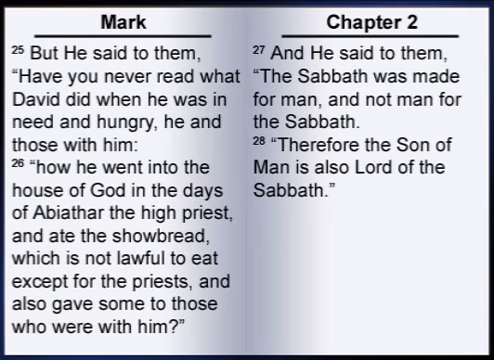 Mark
²⁵ But He said to them,
“Have you never read what
David did when he was in
need and hungry, he and
those with him:
²⁶ “how he went into the
house of God in the days
of Abiathar the high priest,
and ate the showbread,
which is not lawful to eat
except for the priests, and
also gave some to those
who were with him?”
Chapter 2
²⁷ And He said to them,
“The Sabbath was made
for man, and not man for
the Sabbath.
²⁸ “Therefore the Son of
Man is also Lord of the
Sabbath.”